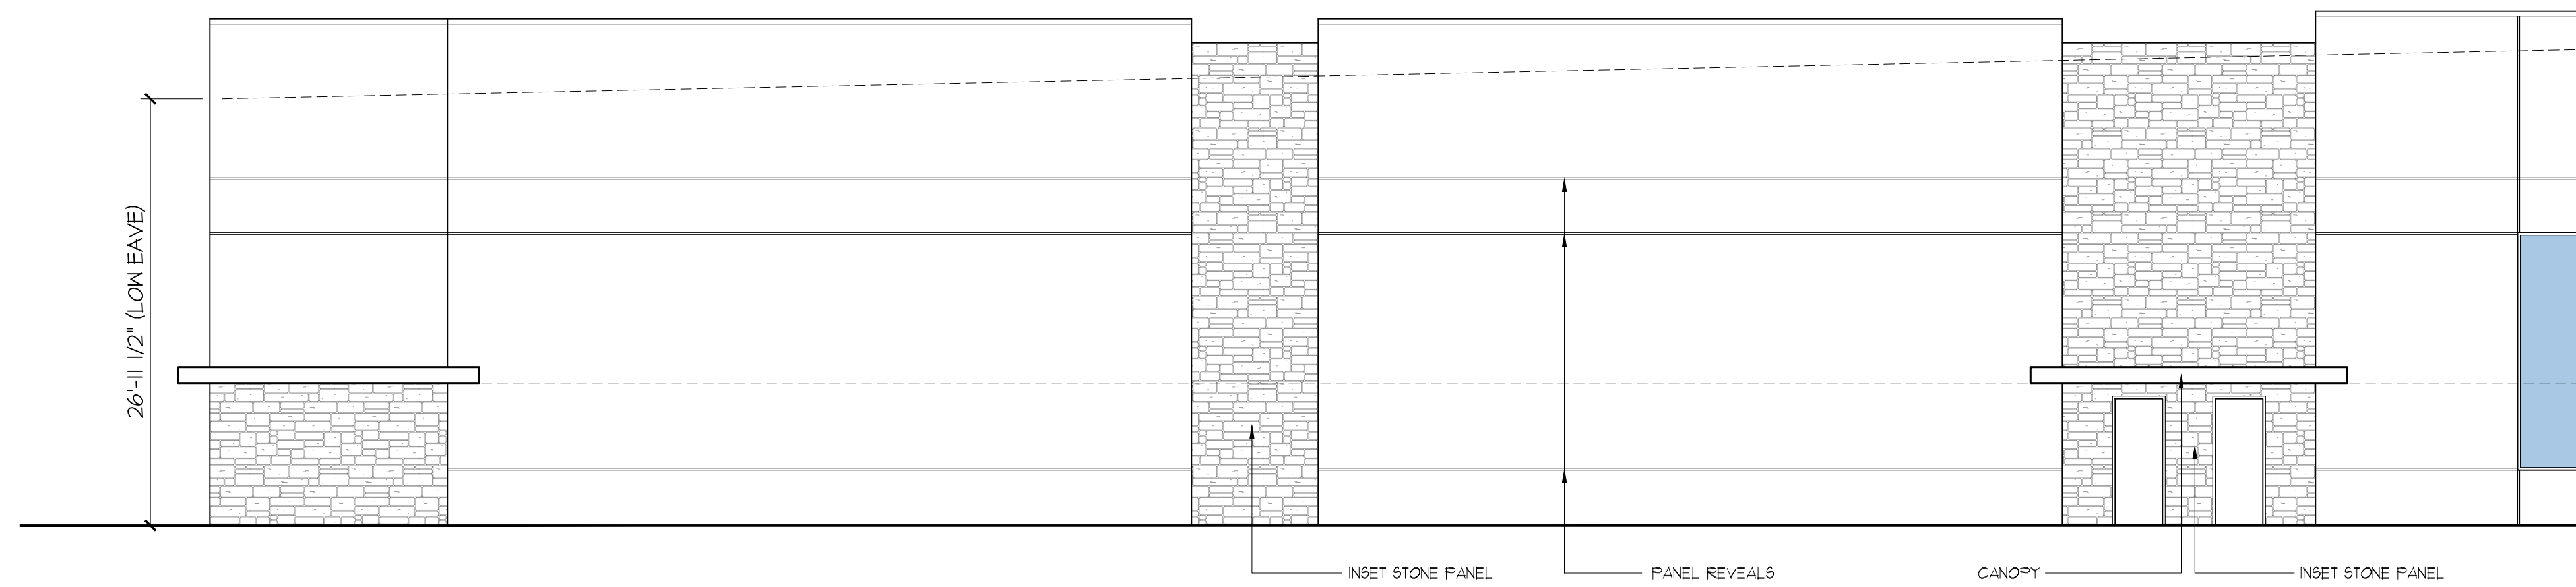 26'-11 1/2" (LOW EAVE)
INSET STONE PANEL
PANEL REVEALS
CANOPY
INSET STONE PANEL